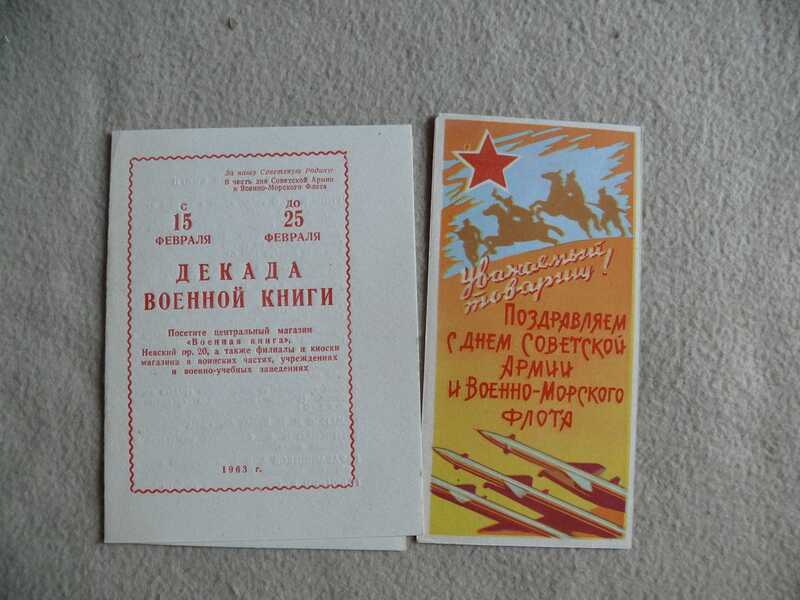 За нашу Советскую Родину
В честь дня Советской Армии
и Военно-Морского Флота
С 15 ФЕВРАЛЯ
ДО 25 ФЕВРАЛЯ
ДЕКАДА
ВОЕННОЙ КНИГИ
Посетите центральный магазин
«Военная книга»,
Невский пр. 20, а также филиалы и киоски
магазина в воинских частях, учреждениях
и военно-учебных заведениях
1963 г.
Уважаемый
товарищ!
ПОЗДРАВЛЯЕМ
С ДНЕМ СОВЕТСКОЙ
АРМИИ
И ВОЕННО-МОРСКОГО
ФЛОТА